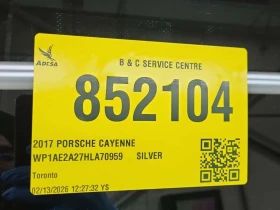 ADESA
B & C SERVICE CENTRE
852104
2017 PORSCHE CAYENNE
WP1AE2A27HLA70959 SILVER
Toronto
02/13/2026 12:27:32 YS